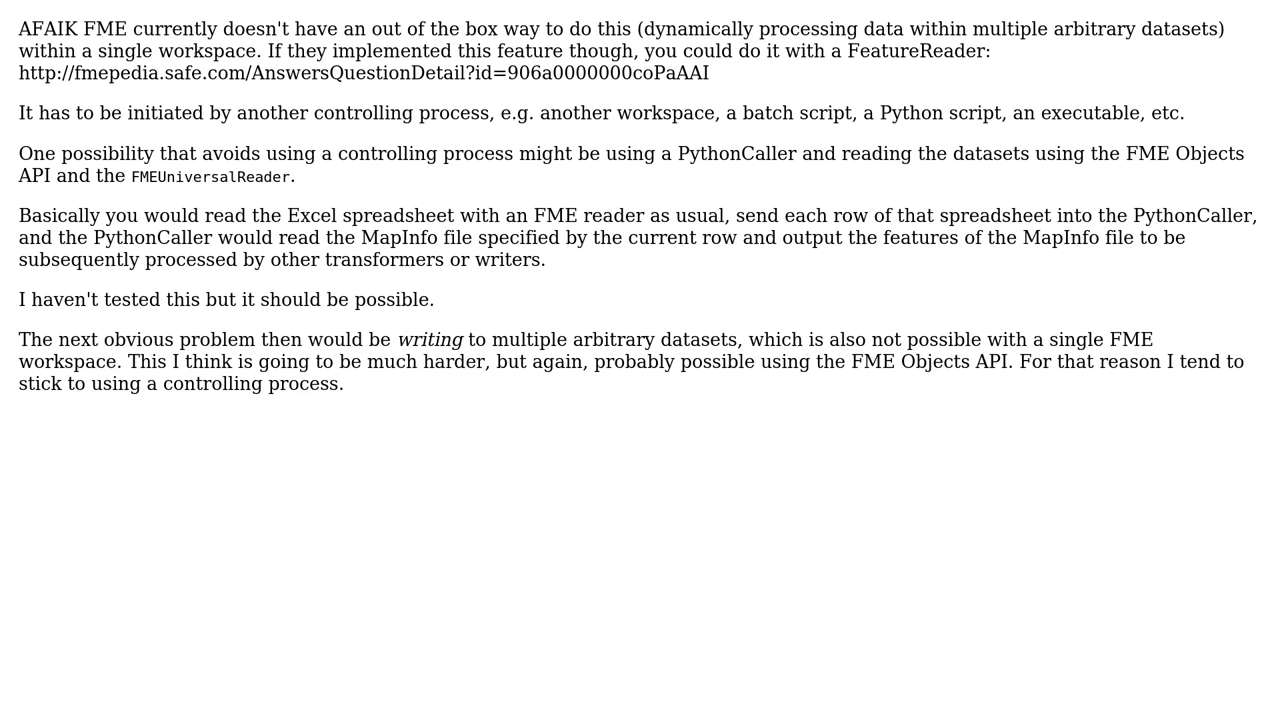 AFAIK FME currently doesn't have an out of the box way to do this (dynamically processing data within multiple arbitrary datasets)
within a single workspace. If they implemented this feature though, you could do it with a FeatureReader:
http://fmepedia.safe.com/AnswersQuestionDetail?id=906a0000000coPaAAI
It has to be initiated by another controlling process, e.g. another workspace, a batch script, a Python script, an executable, etc.
One possibility that avoids using a controlling process might be using a PythonCaller and reading the datasets using the FME Objects
API and the FMEUniversalReader.
Basically you would read the Excel spreadsheet with an FME reader as usual, send each row of that spreadsheet into the PythonCaller,
and the PythonCaller would read the MapInfo file specified by the current row and output the features of the MapInfo file to be
subsequently processed by other transformers or writers.
I haven't tested this but it should be possible.
The next obvious problem then would be writing to multiple arbitrary datasets, which is also not possible with a single FME
workspace. This I think is going to be much harder, but again, probably possible using the FME Objects API. For that reason I tend to
stick to using a controlling process.